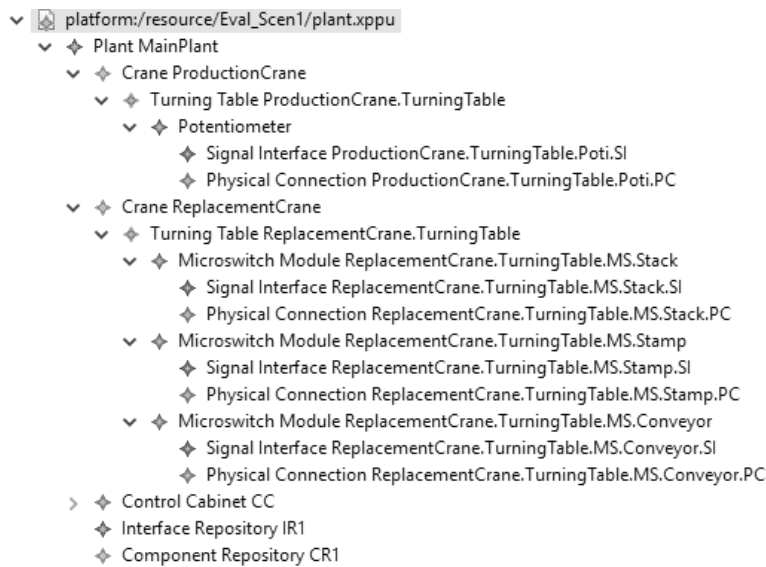 platform:/resource/Eval_Scen1/plant.xppu
Plant MainPlant
Crane ProductionCrane
Turning Table ProductionCrane.TurningTable
Potentiometer
Signal Interface ProductionCrane.TurningTable.Poti.SI
Physical Connection ProductionCrane.TurningTable.Poti.PC
Crane ReplacementCrane
Turning Table ReplacementCrane.TurningTable
Microswitch Module ReplacementCrane.TurningTable.MS.Stack
Signal Interface ReplacementCrane.TurningTable.MS.Stack.SI
Physical Connection ReplacementCrane.TurningTable.MS.Stack.PC
Microswitch Module ReplacementCrane.TurningTable.MS.Stamp
Signal Interface ReplacementCrane.TurningTable.MS.Stamp.SI
Physical Connection ReplacementCrane.TurningTable.MS.Stamp.PC
Microswitch Module ReplacementCrane.TurningTable.MS.Conveyor
Signal Interface ReplacementCrane.TurningTable.MS.Conveyor.SI
Physical Connection ReplacementCrane.TurningTable.MS.Conveyor.PC
Control Cabinet CC
Interface Repository IR1
Component Repository CR1